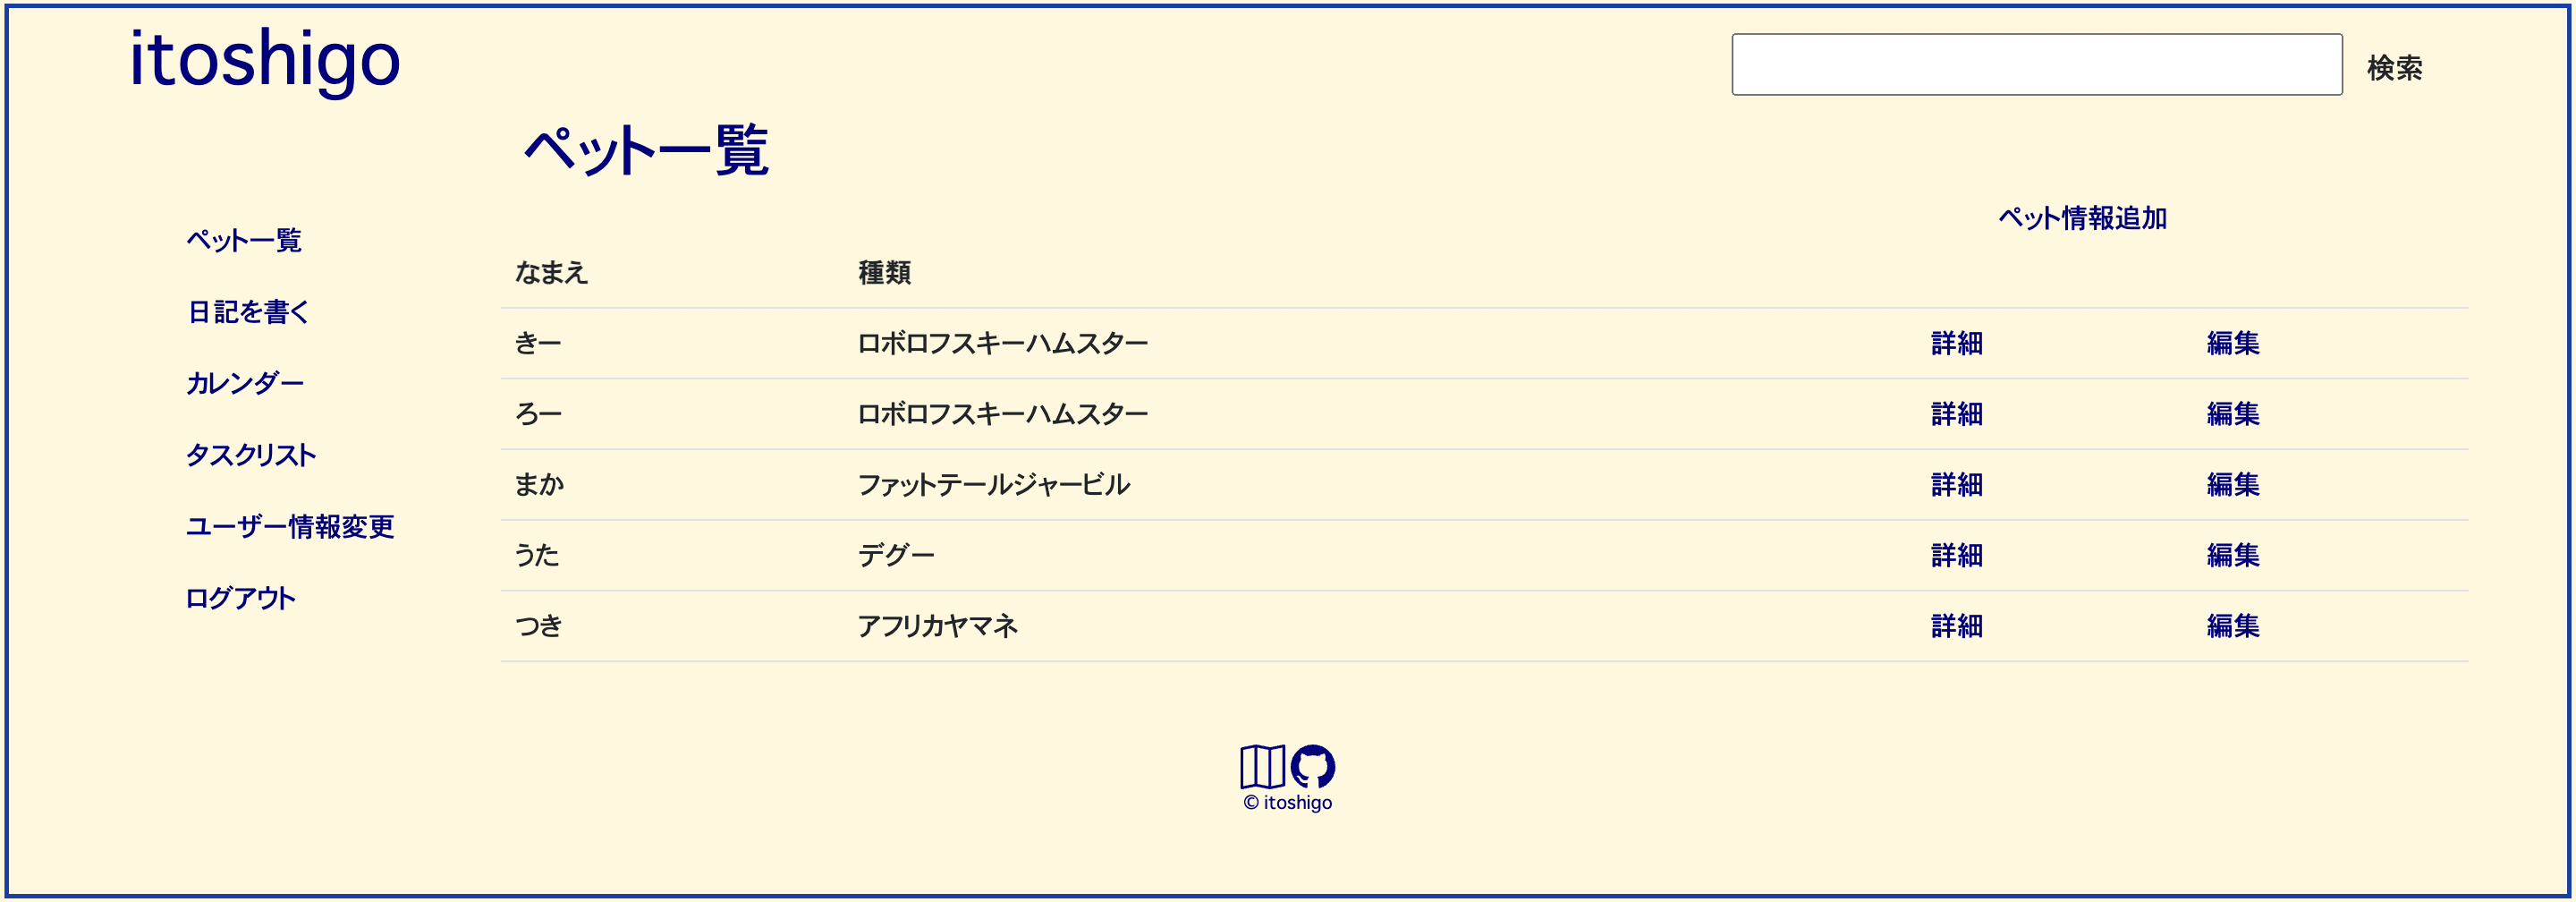 itoshigo
検索
ペット一覧
ペット一覧
日記を書く
カレンダー
タスクリスト
ユーザー情報変更
ログアウト
ペット情報追加
なまえ 種類
きー ロボロフスキーハムスター 詳細 編集
ろー ロボロフスキーハムスター 詳細 編集
まか ファットテールジャービル 詳細 編集
うた デグー 詳細 編集
つき アフリカヤマネ 詳細 編集
© itoshigo